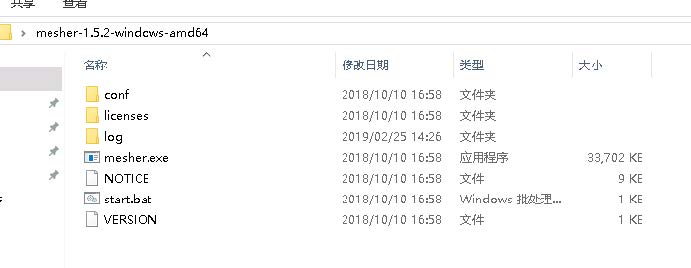 共享 查看
mesher-1.5.2-windows-amd64
名称 修改日期 类型 大小
conf 2018/10/10 16:58 文件夹
licenses 2018/10/10 16:58 文件夹
log 2019/02/25 14:26 文件夹
mesher.exe 2018/10/10 16:58 应用程序 33,702 KB
NOTICE 2018/10/10 16:58 文件 9 KB
start.bat 2018/10/10 16:58 Windows 批处理... 1 KB
VERSION 2018/10/10 16:58 文件 1 KB